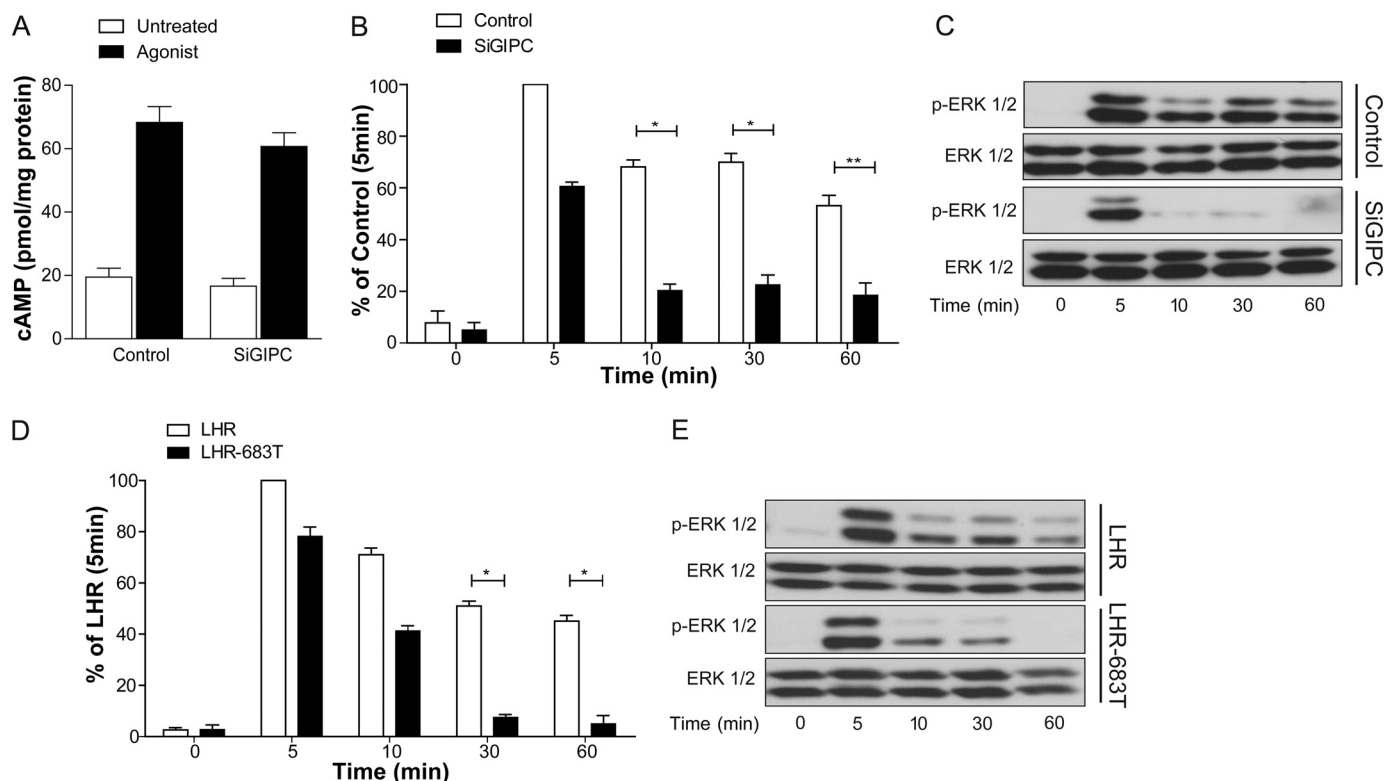 A
Untreated
Agonist
cAMP (pmol/mg protein)
80
60
40
20
0
Control
SiGIPC
B
Control
SiGIPC
% of Control (5min)
100
80
60
40
20
0
*
*
**
0
5
10
30
60
Time (min)
C
p-ERK 1/2
ERK 1/2
Control
p-ERK 1/2
ERK 1/2
SiGIPC
Time (min)
0
5
10
30
60
D
LHR
LHR-683T
% of LHR (5min)
100
80
60
40
20
0
*
*
0
5
10
30
60
Time (min)
E
p-ERK 1/2
ERK 1/2
LHR
p-ERK 1/2
ERK 1/2
LHR-683T
Time (min)
0
5
10
30
60